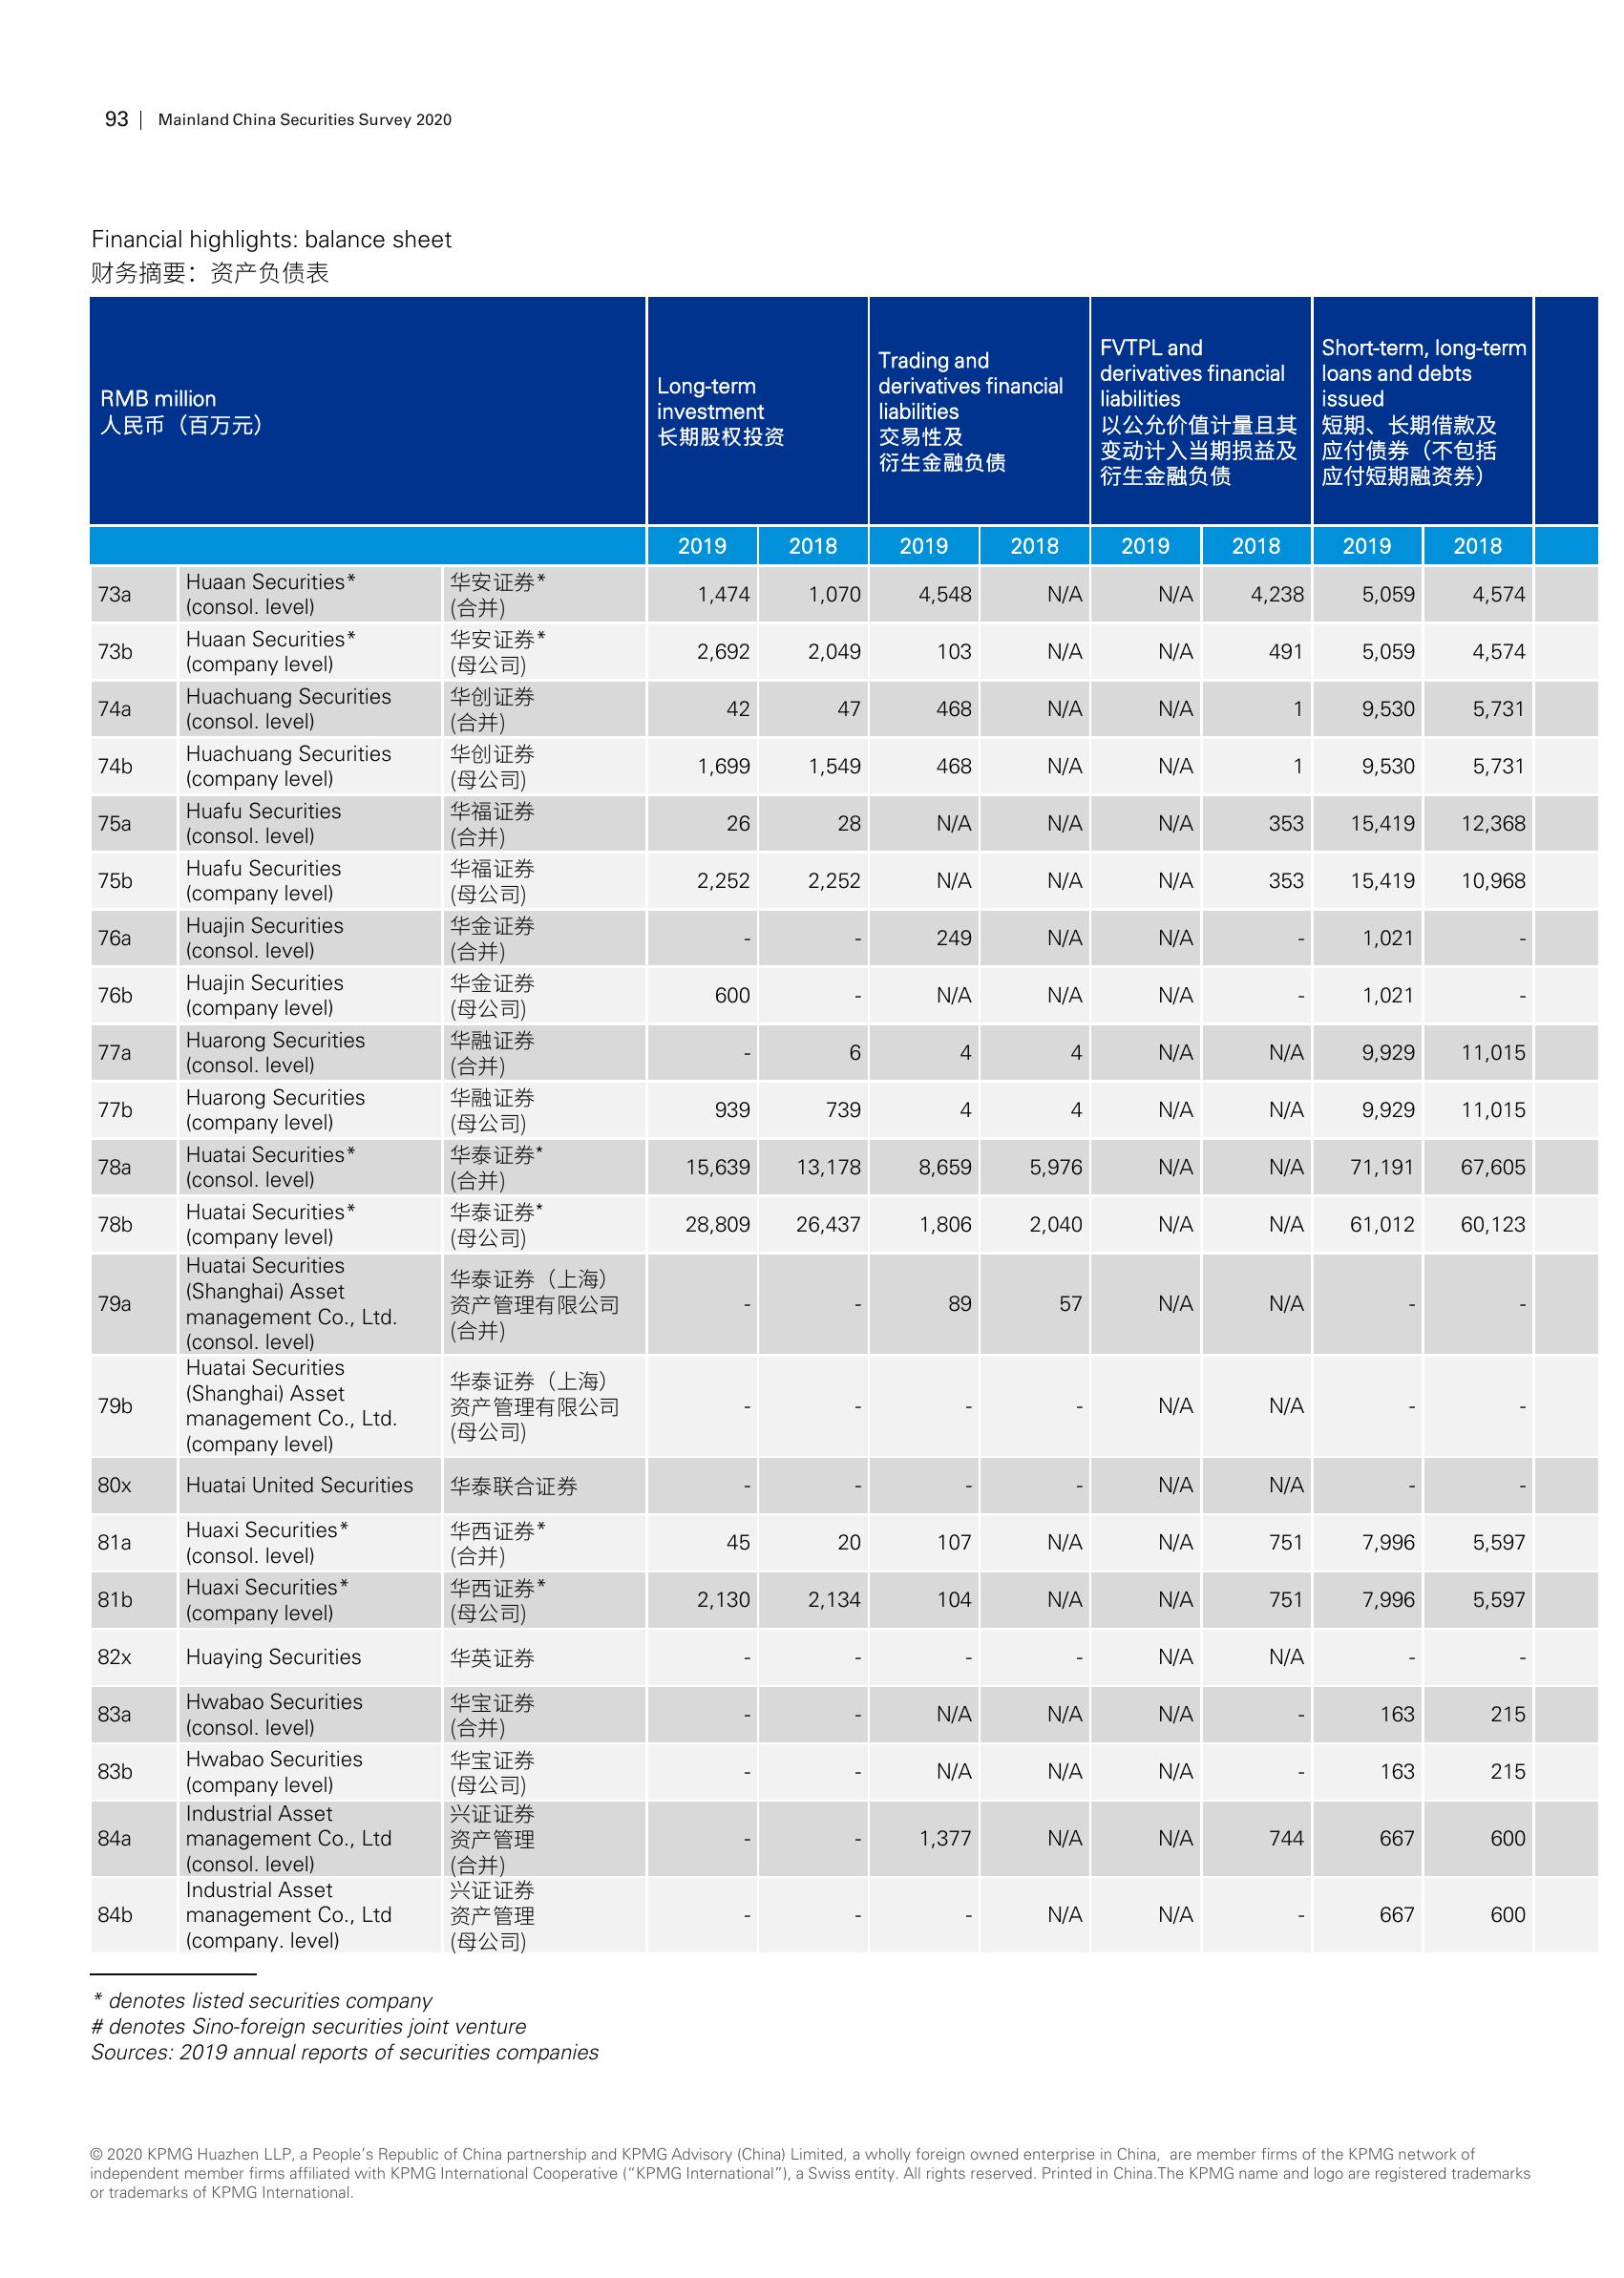 93 | Mainland China Securities Survey 2020
Financial highlights: balance sheet
财务摘要：资产负债表
RMB million
人民币（百万元）
Long-term
investment
长期股权投资
Trading and
derivatives financial
liabilities
交易性及
衍生金融负债
FVTPL and
derivatives financial
liabilities
以公允价值计量且其
变动计入当期损益及
衍生金融负债
Short-term, long-term
loans and debts
issued
短期、长期借款及
应付债券（不包括
应付短期融资券）
2019 2018 2019 2018 2019 2018 2019 2018
73a Huaan Securities* (consol. level) 华安证券* (合并) 1,474 1,070 4,548 N/A N/A 4,238 5,059 4,574
73b Huaan Securities* (company level) 华安证券* (母公司) 2,692 2,049 103 N/A N/A 491 5,059 4,574
74a Huachuang Securities (consol. level) 华创证券 (合并) 42 47 468 N/A N/A 1 9,530 5,731
74b Huachuang Securities (company level) 华创证券 (母公司) 1,699 1,549 468 N/A N/A 1 9,530 5,731
75a Huafu Securities (consol. level) 华福证券 (合并) 26 28 N/A N/A N/A 353 15,419 12,368
75b Huafu Securities (company level) 华福证券 (母公司) 2,252 2,252 N/A N/A N/A 353 15,419 10,968
76a Huajin Securities (consol. level) 华金证券 (合并) - - 249 N/A N/A - 1,021 -
76b Huajin Securities (company level) 华金证券 (母公司) 600 - N/A N/A N/A - 1,021 -
77a Huarong Securities (consol. level) 华融证券 (合并) - 6 4 4 N/A N/A 9,929 11,015
77b Huarong Securities (company level) 华融证券 (母公司) 939 739 4 4 N/A N/A 9,929 11,015
78a Huatai Securities* (consol. level) 华泰证券* (合并) 15,639 13,178 8,659 5,976 N/A N/A 71,191 67,605
78b Huatai Securities* (company level) 华泰证券* (母公司) 28,809 26,437 1,806 2,040 N/A N/A 61,012 60,123
79a Huatai Securities (Shanghai) Asset management Co., Ltd. (consol. level) 华泰证券（上海）资产管理有限公司 (合并) - - 89 57 N/A N/A - -
79b Huatai Securities (Shanghai) Asset management Co., Ltd. (company level) 华泰证券（上海）资产管理有限公司 (母公司) - - - - N/A N/A - -
80x Huatai United Securities 华泰联合证券 - - - - N/A N/A - -
81a Huaxi Securities* (consol. level) 华西证券* (合并) 45 20 107 N/A N/A 751 7,996 5,597
81b Huaxi Securities* (company level) 华西证券* (母公司) 2,130 2,134 104 N/A N/A 751 7,996 5,597
82x Huaying Securities 华英证券 - - - - N/A N/A - -
83a Hwabao Securities (consol. level) 华宝证券 (合并) - - N/A N/A N/A - 163 215
83b Hwabao Securities (company level) 华宝证券 (母公司) - - N/A N/A N/A - 163 215
84a Industrial Asset management Co., Ltd (consol. level) 兴证证券 资产管理 (合并) - - 1,377 N/A N/A 744 667 600
84b Industrial Asset management Co., Ltd (company. level) 兴证证券 资产管理 (母公司) - - - N/A N/A - 667 600
* denotes listed securities company
# denotes Sino-foreign securities joint venture
Sources: 2019 annual reports of securities companies
© 2020 KPMG Huazhen LLP, a People’s Republic of China partnership and KPMG Advisory (China) Limited, a wholly foreign owned enterprise in China, are member firms of the KPMG network of
independent member firms affiliated with KPMG International Cooperative (“KPMG International”), a Swiss entity. All rights reserved. Printed in China.The KPMG name and logo are registered trademarks
or trademarks of KPMG International.